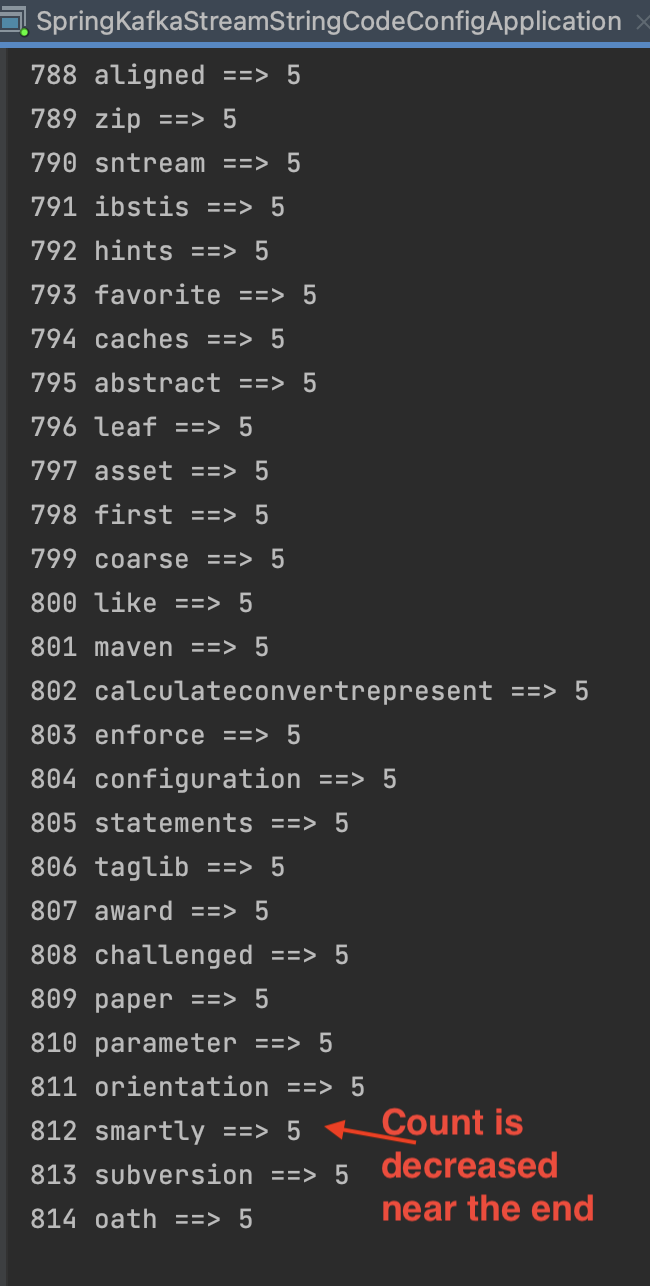 SpringKafkaStreamStringCodeConfigApplication
788 aligned ==> 5
789 zip ==> 5
790 sntream ==> 5
791 ibstis ==> 5
792 hints ==> 5
793 favorite ==> 5
794 caches ==> 5
795 abstract ==> 5
796 leaf ==> 5
797 asset ==> 5
798 first ==> 5
799 coarse ==> 5
800 like ==> 5
801 maven ==> 5
802 calculateconvertrepresent ==> 5
803 enforce ==> 5
804 configuration ==> 5
805 statements ==> 5
806 taglib ==> 5
807 award ==> 5
808 challenged ==> 5
809 paper ==> 5
810 parameter ==> 5
811 orientation ==> 5
812 smartly ==> 5
813 subversion ==> 5
814 oath ==> 5
Count is
decreased
near the end